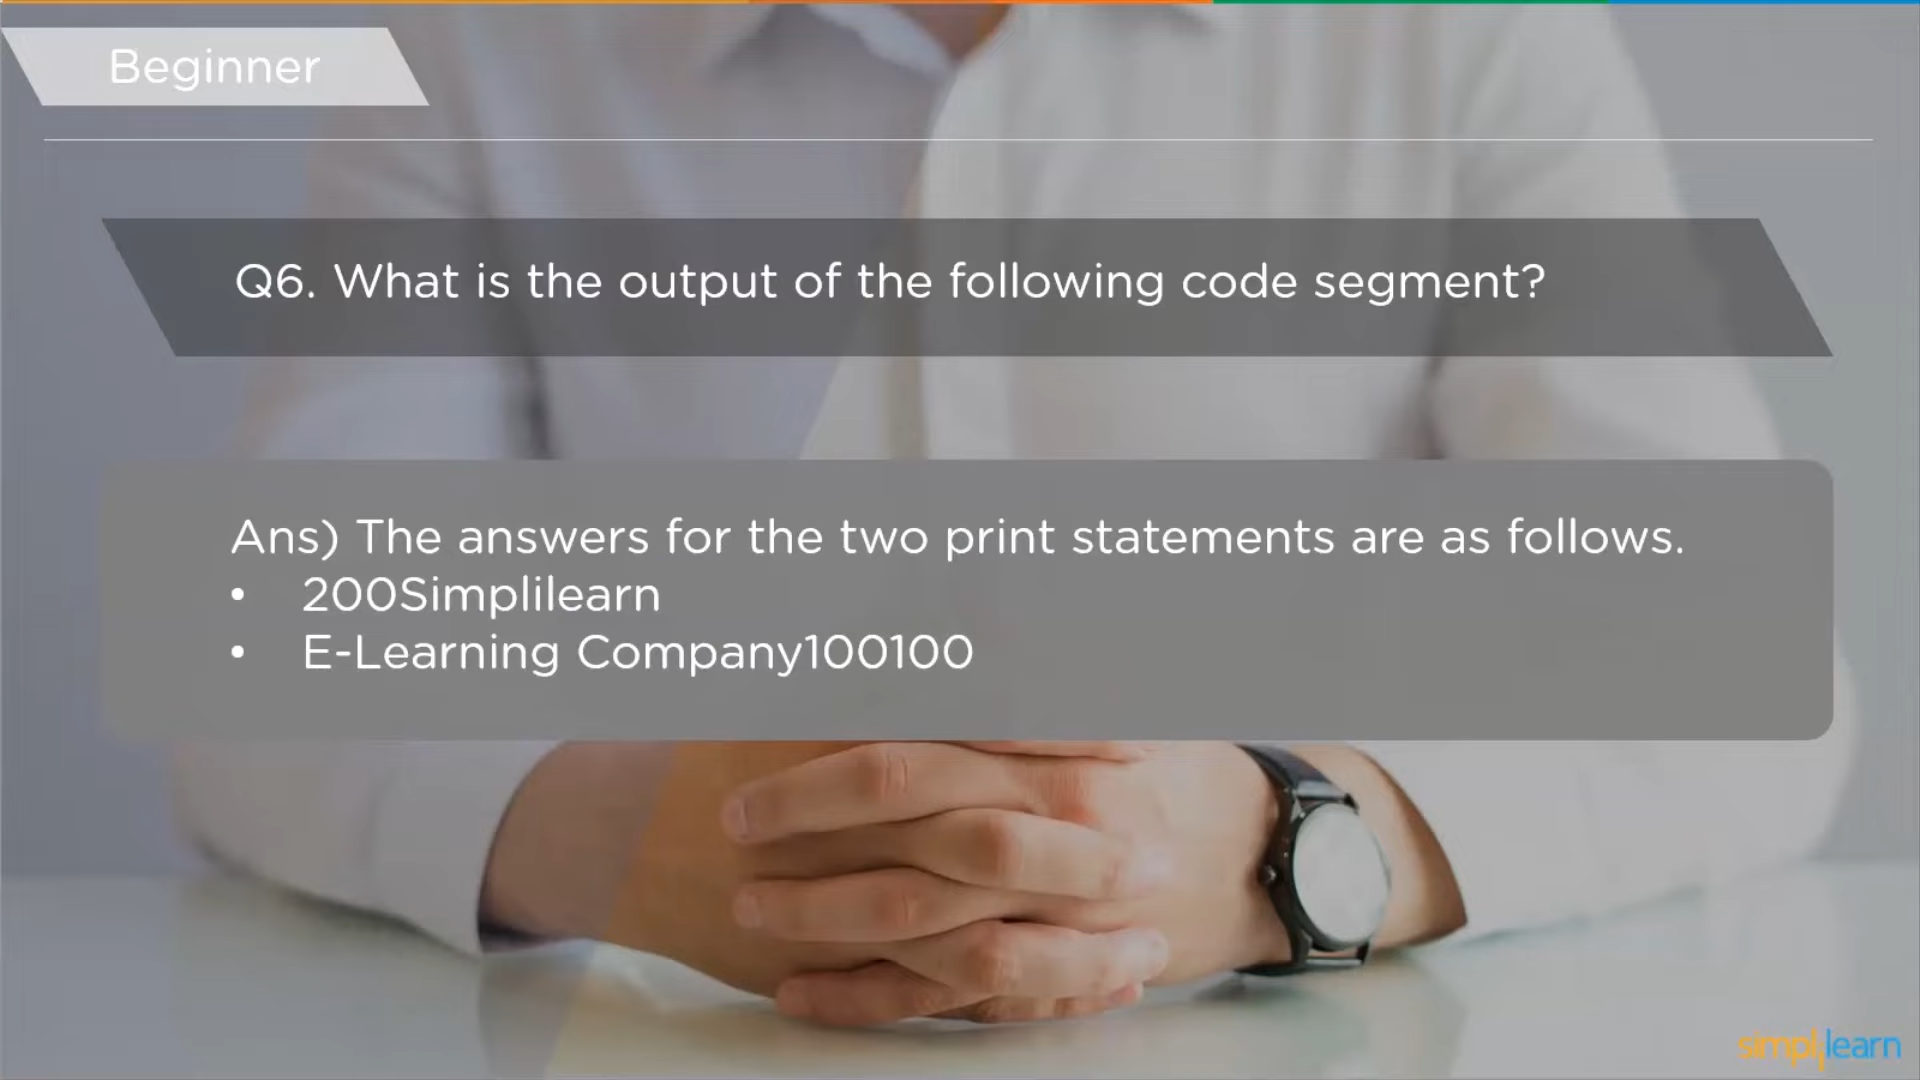 Beginner
Q6. What is the output of the following code segment?
Ans) The answers for the two print statements are as follows.
• 200Simplilearn
• E-Learning Company100100
simplilearn